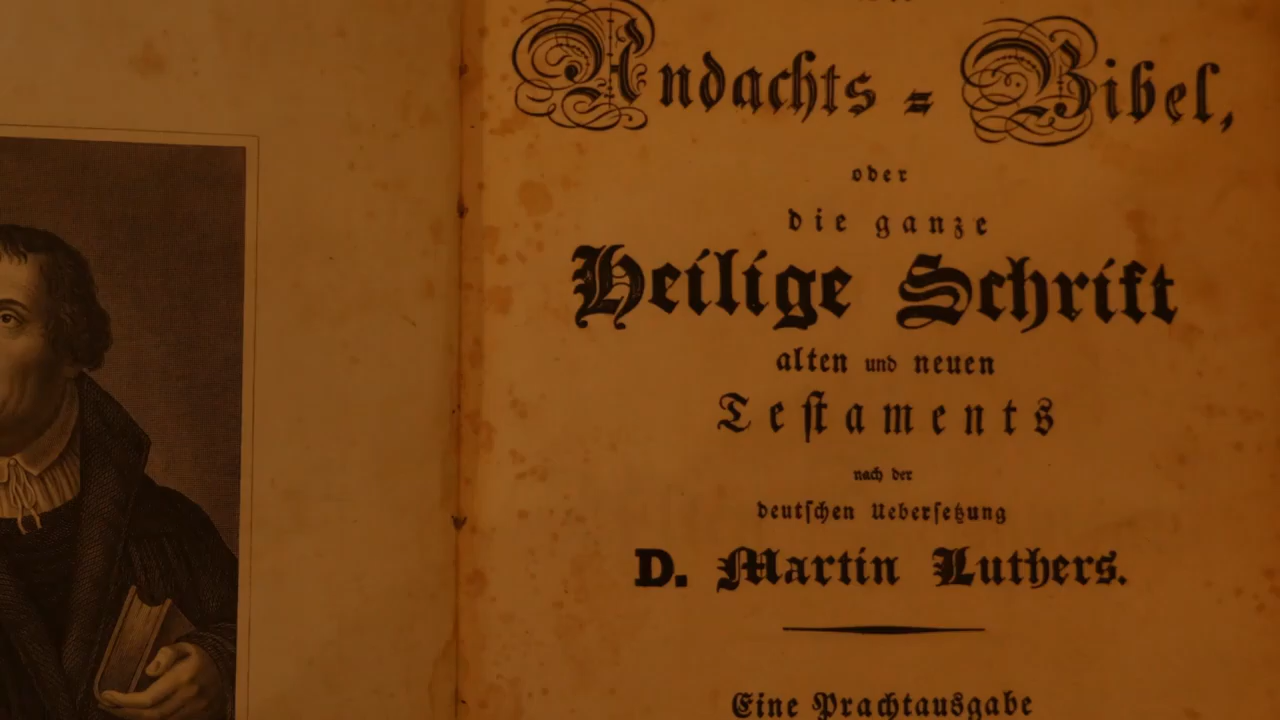 Andachts=Bibel,
oder
die ganze
Heilige Schrift
alten und neuen
Testaments
nach der
deutschen Uebersetzung
D. Martin Luthers.
Eine Prachtausgabe